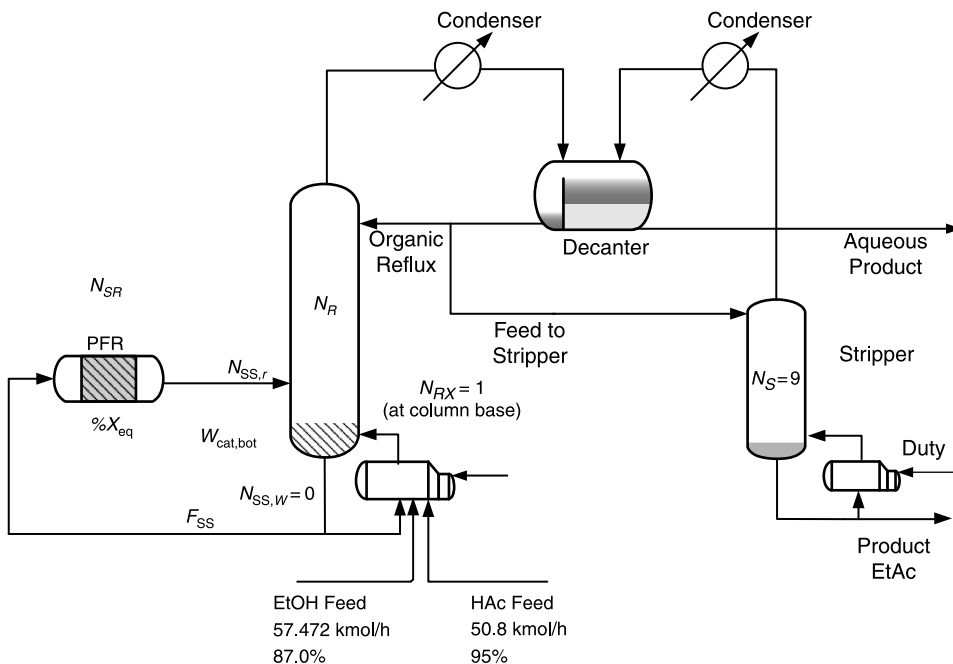 Condenser
Condenser
Organic
Reflux
Decanter
Aqueous
Product
N_SR
N_R
Feed to
Stripper
Stripper
PFR
N_SS,r
N_RX = 1
(at column base)
N_S = 9
%X_eq
W_cat,bot
Duty
N_SS,W = 0
F_SS
Product
EtAc
EtOH Feed
57.472 kmol/h
87.0%
HAc Feed
50.8 kmol/h
95%